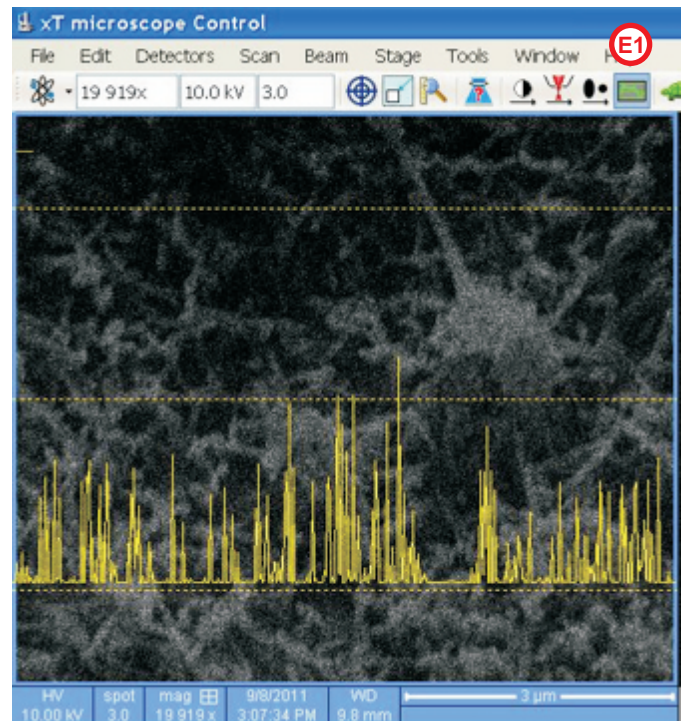 xT microscope Control
File Edit Detectors Scan Beam Stage Tools Window H
E1
19 919x 10.0 kV 3.0
HV spot mag 9/8/2011 WD 3 µm
10.00 kV 3.0 19 919 x 3:07:34 PM 9.8 mm